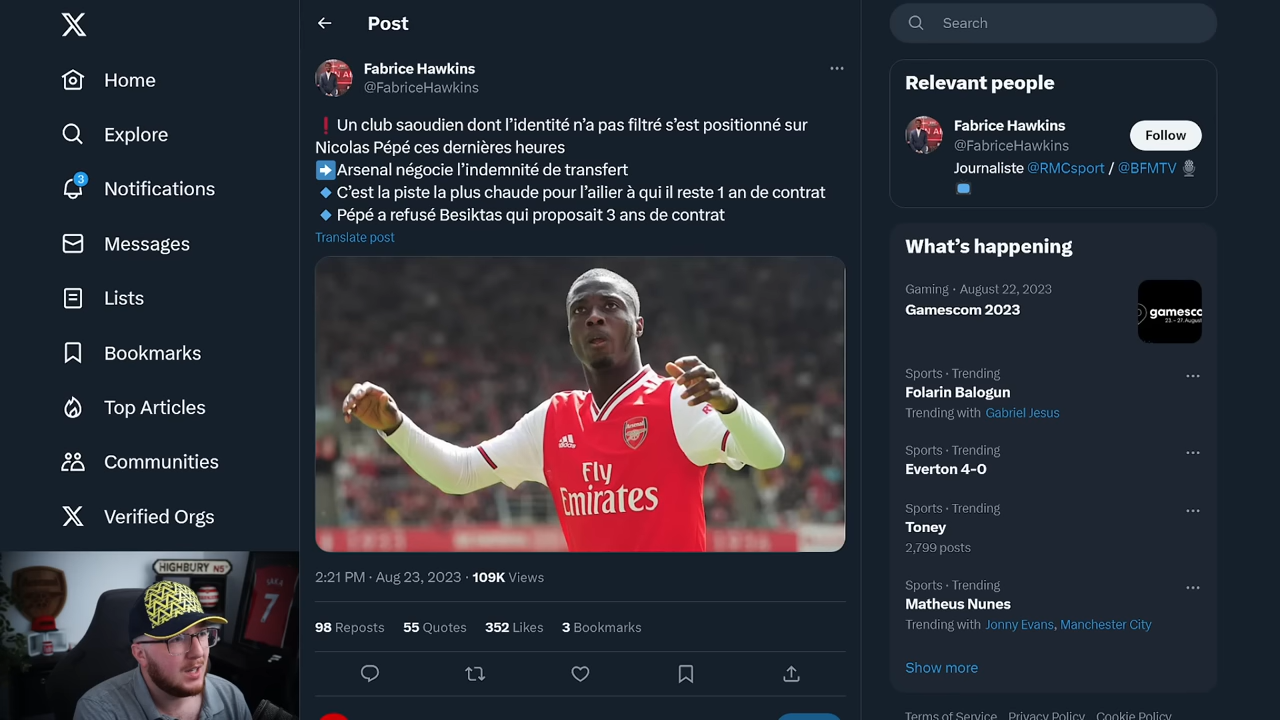 Home
Explore
3
Notifications
Messages
Lists
Bookmarks
Top Articles
Communities
Verified Orgs
HIGHBURY N5
7
Post
Fabrice Hawkins
@FabriceHawkins
❗Un club saoudien dont l’identité n’a pas filtré s’est positionné sur
Nicolas Pépé ces dernières heures
➡️Arsenal négocie l’indemnité de transfert
🔹C’est la piste la plus chaude pour l’ailier à qui il reste 1 an de contrat
🔹Pépé a refusé Besiktas qui proposait 3 ans de contrat
Translate post
Arsenal
adidas
Fly
Emirates
2:21 PM · Aug 23, 2023 · 109K Views
98 Reposts 55 Quotes 352 Likes 3 Bookmarks
Search
Relevant people
Fabrice Hawkins
@FabriceHawkins
Follow
Journaliste @RMCsport / @BFMTV 🎙️
What’s happening
Gaming · August 22, 2023
Gamescom 2023
gamesco
23. – 27. August
Sports · Trending
Folarin Balogun
Trending with Gabriel Jesus
Sports · Trending
Everton 4-0
Sports · Trending
Toney
2,799 posts
Sports · Trending
Matheus Nunes
Trending with Jonny Evans, Manchester City
Show more
Terms of Service Privacy Policy Cookie Policy